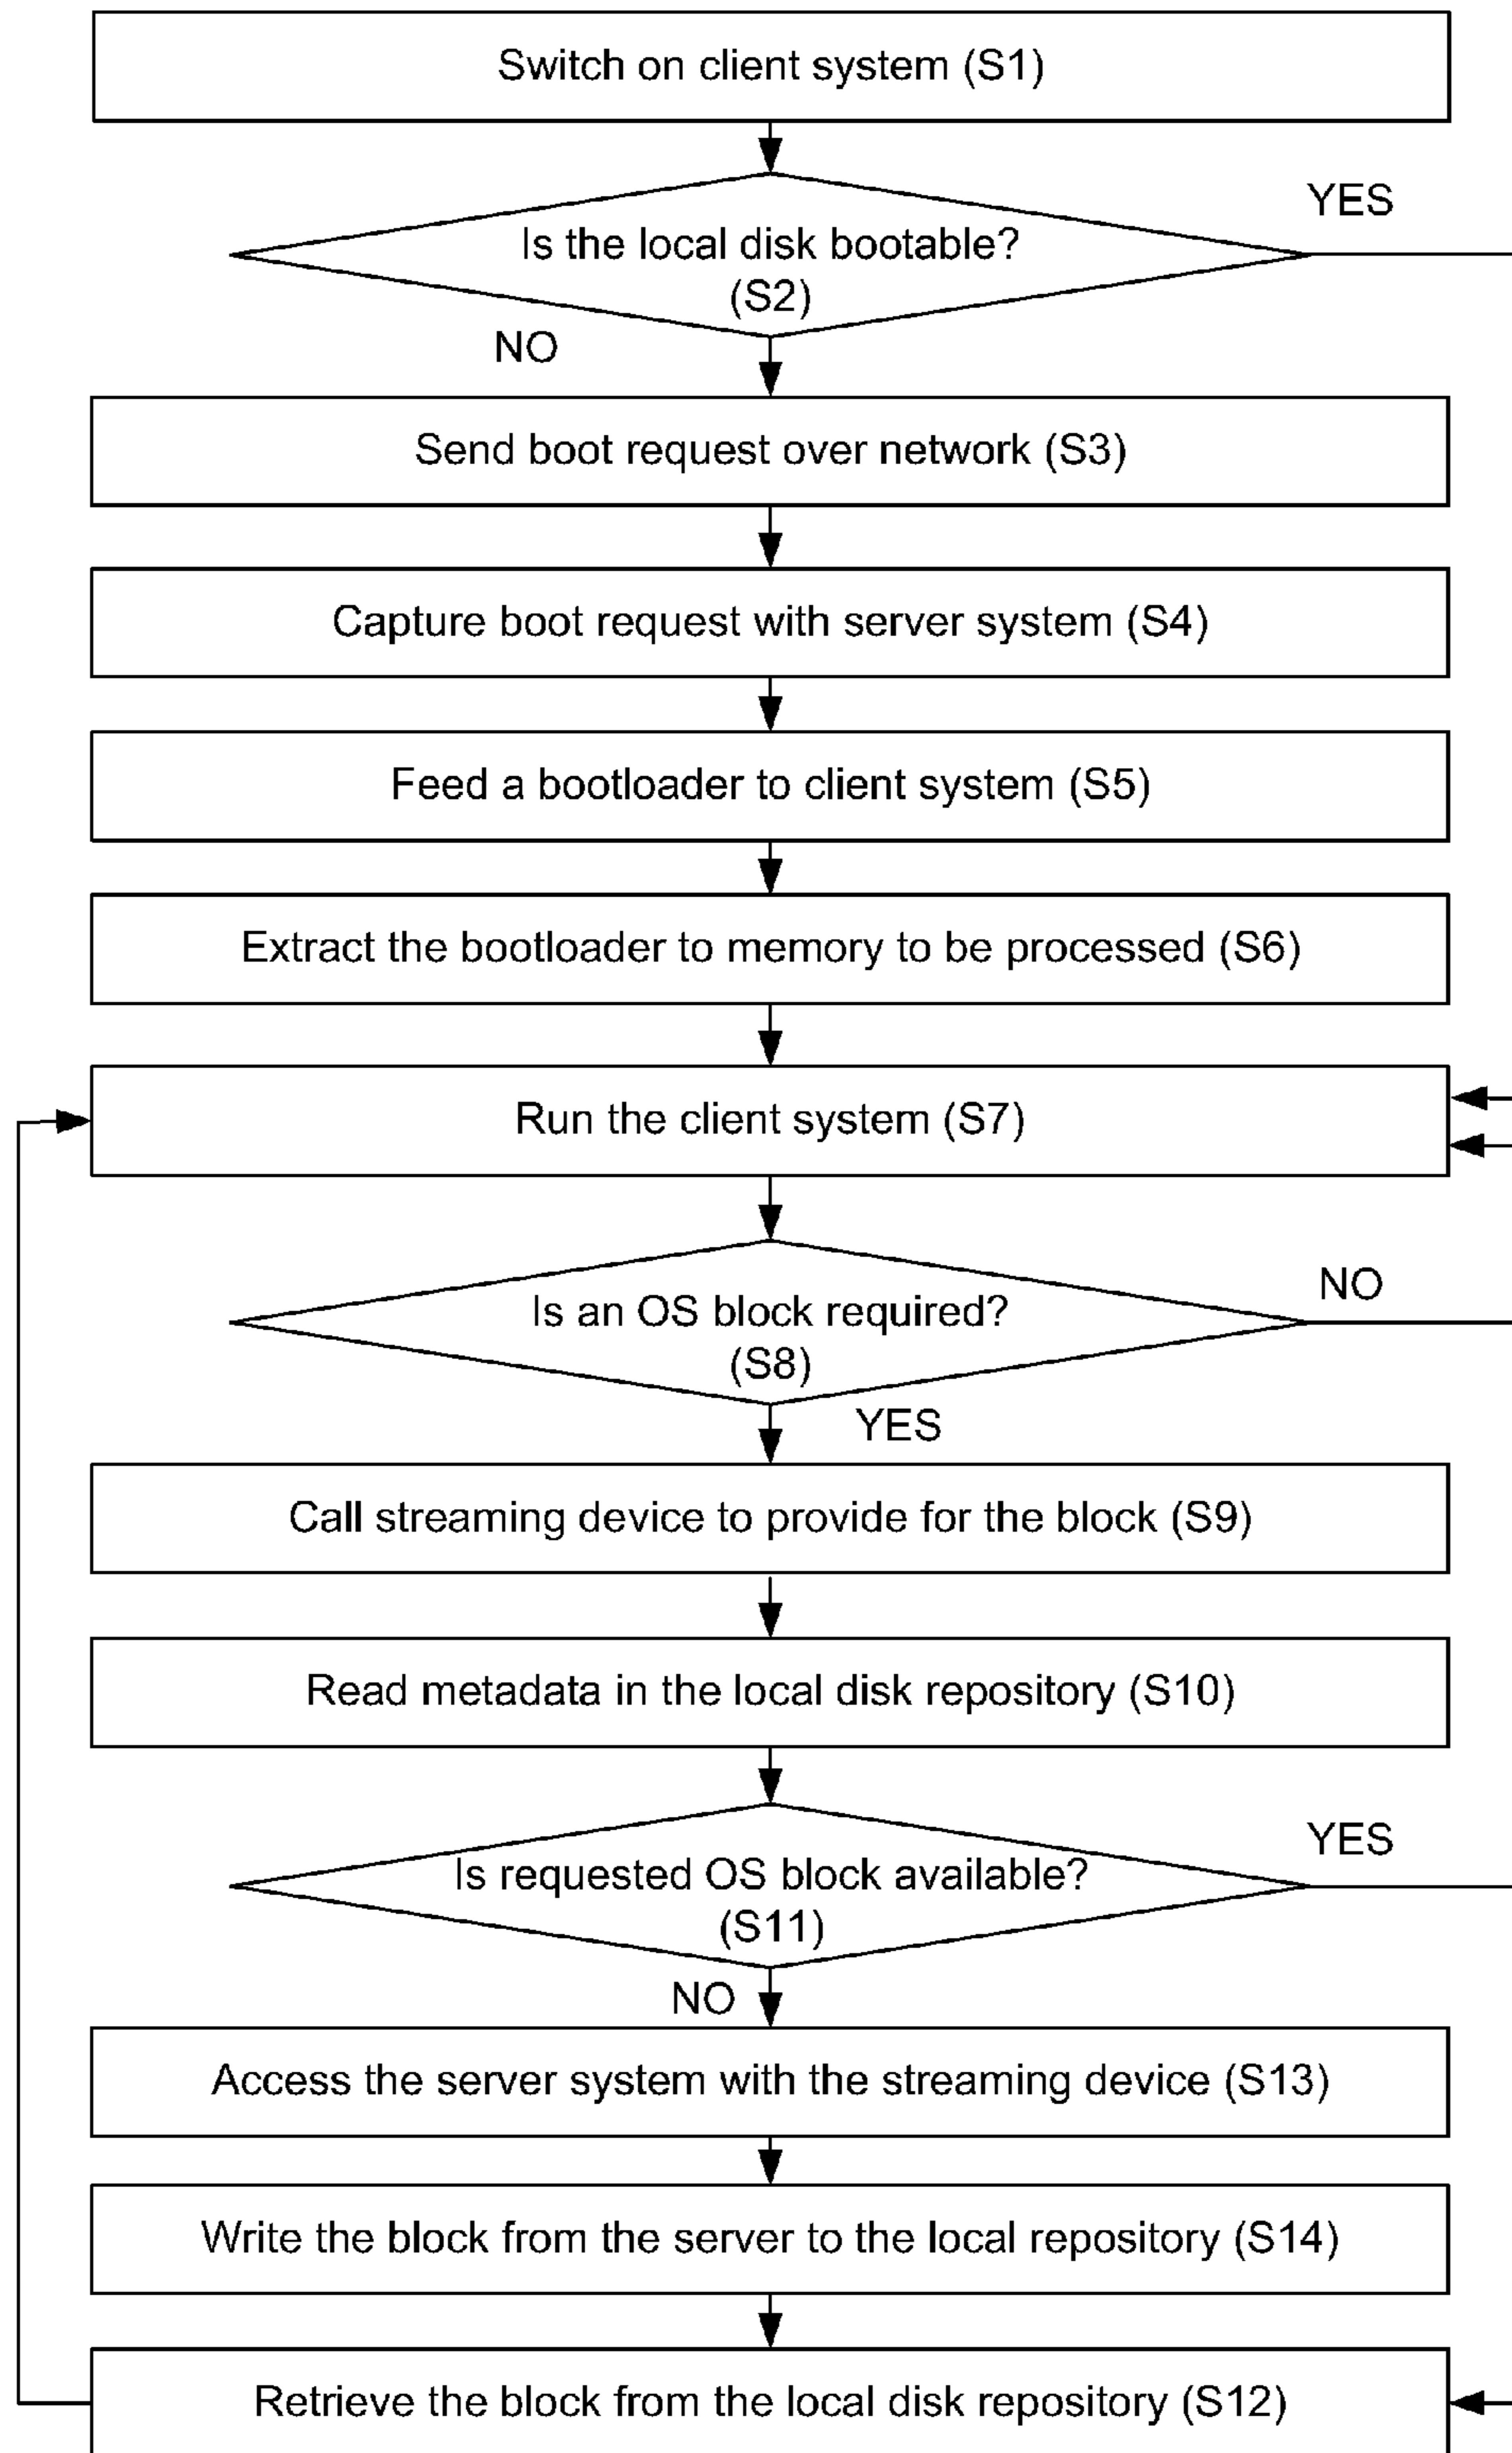 Switch on client system (S1)
YES
Is the local disk bootable?
(S2)
NO
Send boot request over network (S3)
Capture boot request with server system (S4)
Feed a bootloader to client system (S5)
Extract the bootloader to memory to be processed (S6)
Run the client system (S7)
NO
Is an OS block required?
(S8)
YES
Call streaming device to provide for the block (S9)
Read metadata in the local disk repository (S10)
YES
Is requested OS block available?
(S11)
NO
Access the server system with the streaming device (S13)
Write the block from the server to the local repository (S14)
Retrieve the block from the local disk repository (S12)